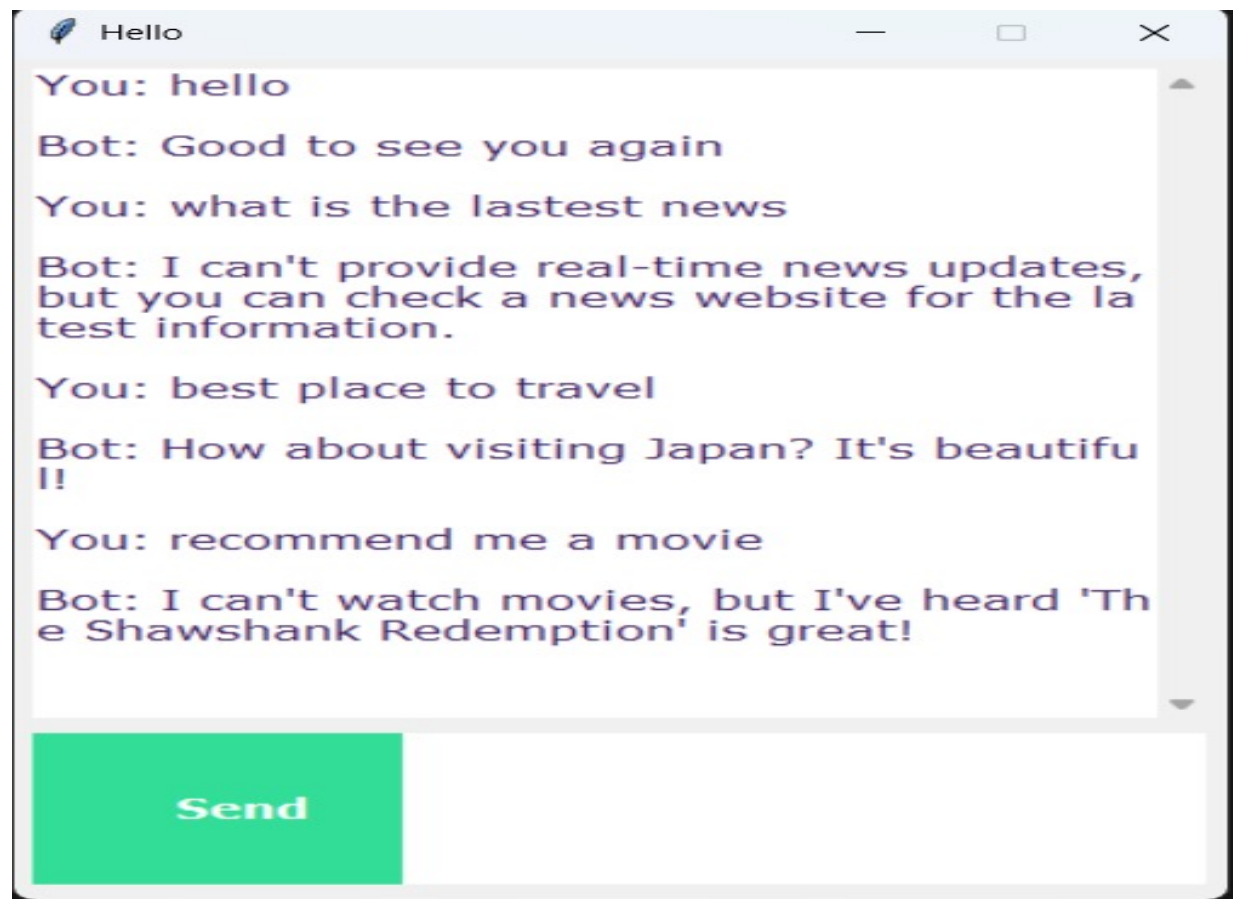 Hello
You: hello
Bot: Good to see you again
You: what is the lastest news
Bot: I can't provide real-time news updates,
but you can check a news website for the la
test information.
You: best place to travel
Bot: How about visiting Japan? It's beautifu
l!
You: recommend me a movie
Bot: I can't watch movies, but I've heard 'Th
e Shawshank Redemption' is great!
Send